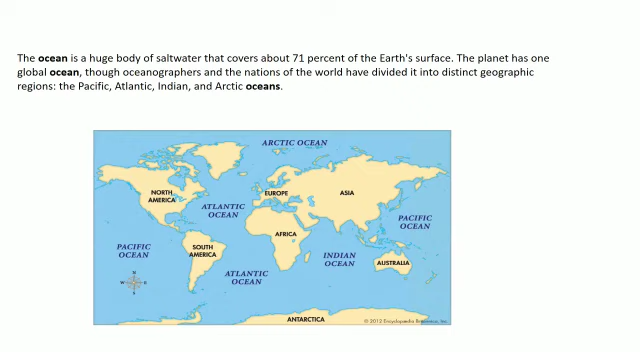 The ocean is a huge body of saltwater that covers about 71 percent of the Earth's surface. The planet has one
global ocean, though oceanographers and the nations of the world have divided it into distinct geographic
regions: the Pacific, Atlantic, Indian, and Arctic oceans.
ARCTIC OCEAN
NORTH
AMERICA
EUROPE
ASIA
ATLANTIC
OCEAN
PACIFIC
OCEAN
AFRICA
PACIFIC
OCEAN
SOUTH
AMERICA
INDIAN
OCEAN
AUSTRALIA
ATLANTIC
OCEAN
N
W
E
S
ANTARCTICA
© 2012 Encyclopædia Britannica, Inc.